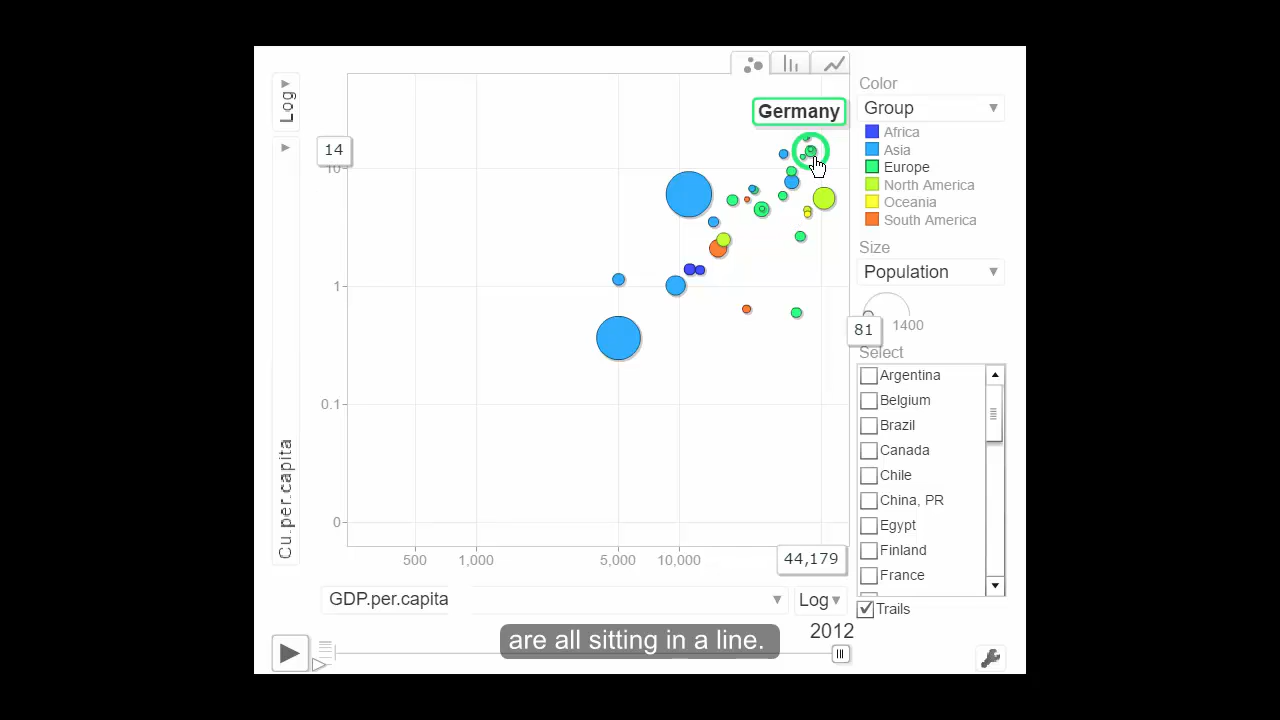 Color
Group
Africa
Asia
Europe
North America
Oceania
South America
Size
Population
81
1400
Select
Argentina
Belgium
Brazil
Canada
Chile
China, PR
Egypt
Finland
France
Trails
Log
Cu.per.capita
Germany
14
10
1
0.1
0
500
1,000
5,000
10,000
44,179
GDP.per.capita
Log
2012
are all sitting in a line.